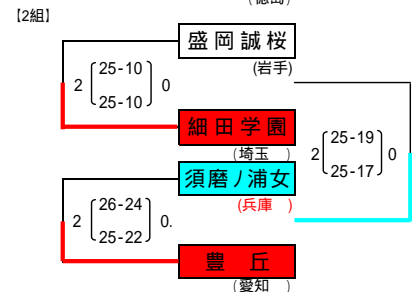 【2組】
盛岡誠桜
(岩手)
2 25-10 0
25-10
細田学園
(埼玉 )
2 25-19 0
25-17
須磨ノ浦女
(兵庫 )
2 26-24 0.
25-22
豊 丘
(愛知 )